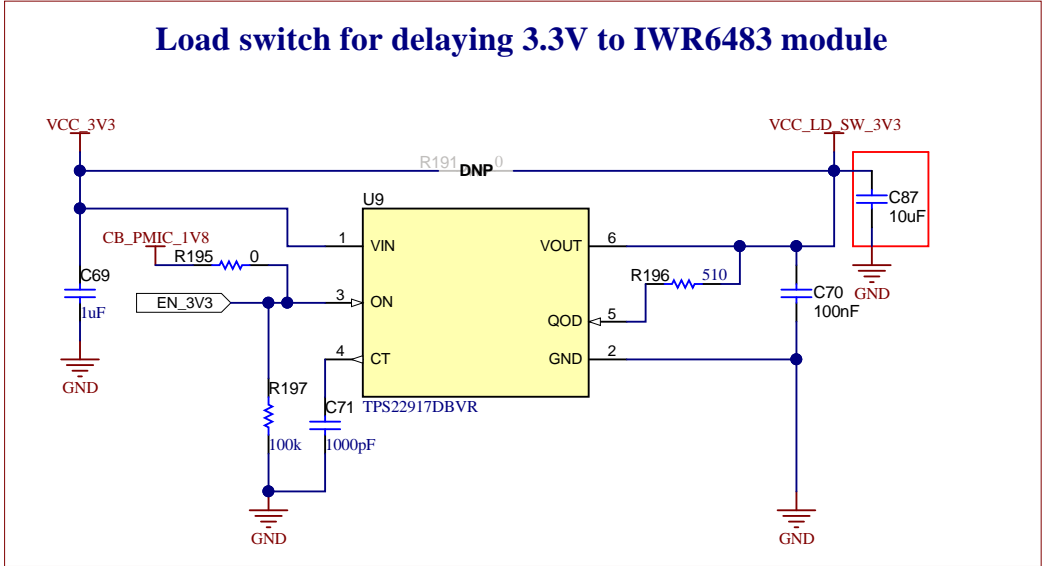 Load switch for delaying 3.3V to IWR6483 module
VCC_3V3
VCC_LD_SW_3V3
R191 DNP 0
U9
C87
10uF
CB_PMIC_1V8
R195 0
1 VIN
VOUT 6
C69
1uF
EN_3V3
3 ON
R196 510
C70
100nF
GND
QOD 5
4 CT
GND 2
GND
R197
100k
C71
1000pF
TPS22917DBVR
GND
GND